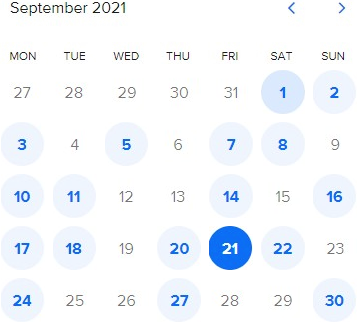 September 2021
MON TUE WED THU FRI SAT SUN
27 28 29 30 31 1 2
3 4 5 6 7 8 9
10 11 12 13 14 15 16
17 18 19 20 21 22 23
24 25 26 27 28 29 30